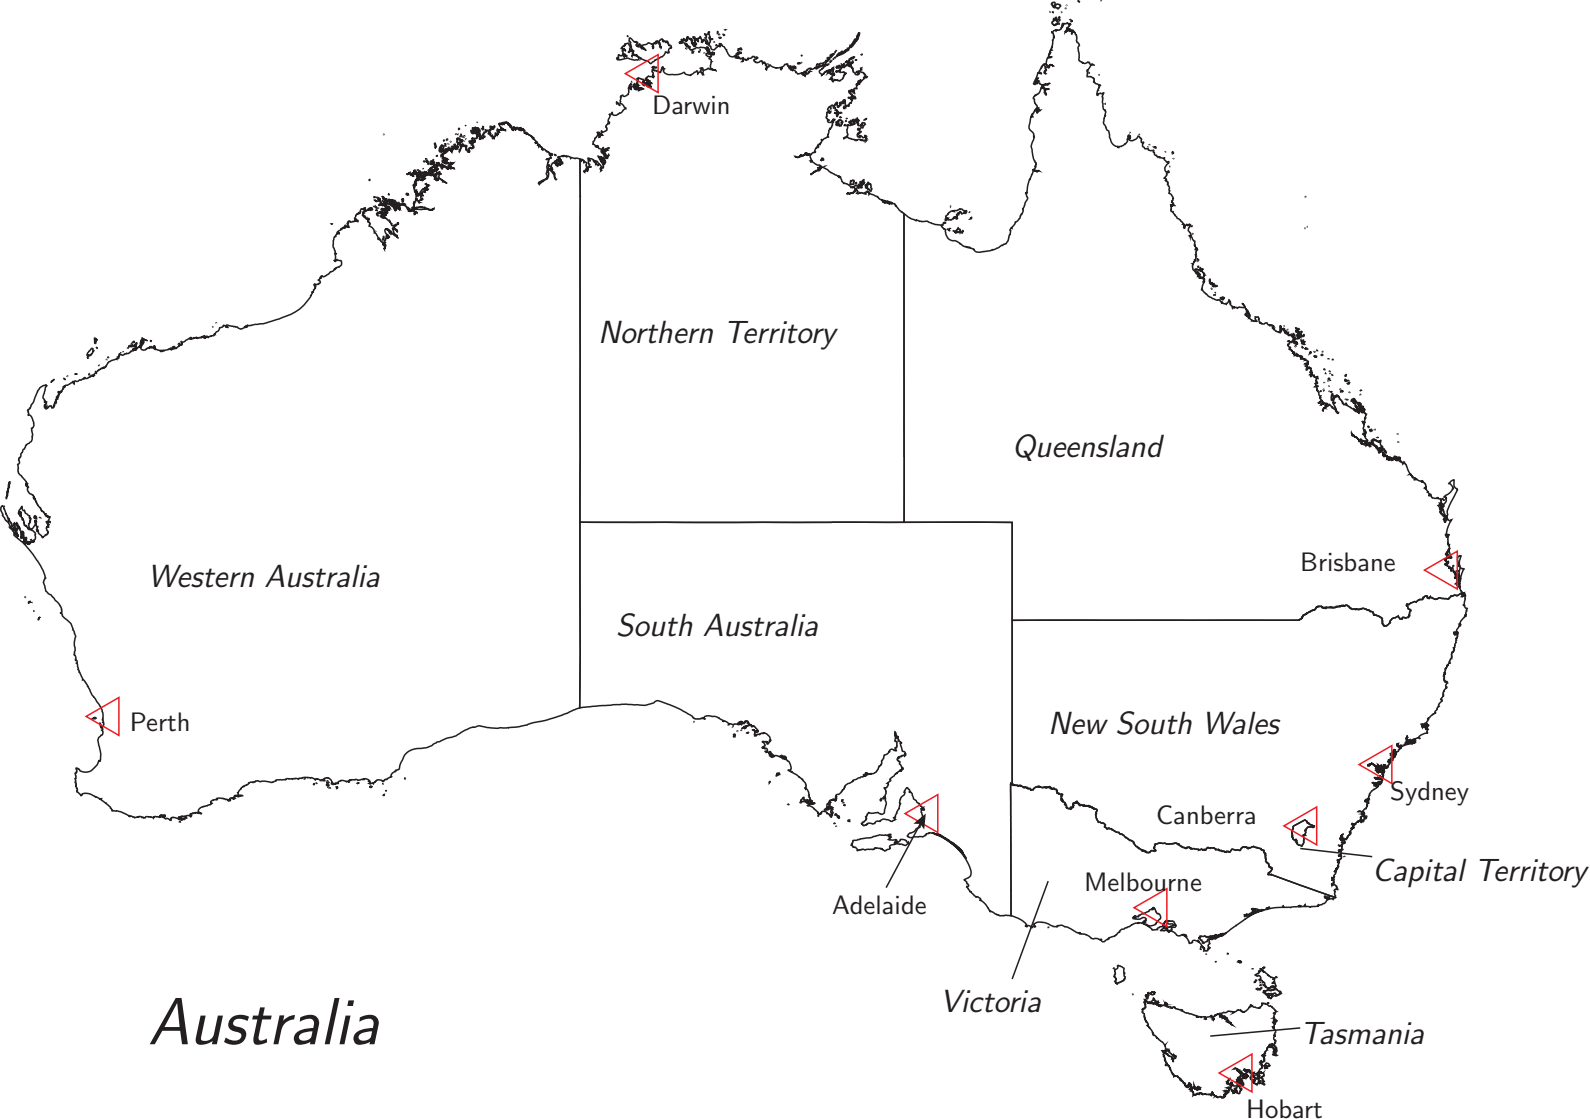 Darwin
Northern Territory
Queensland
Brisbane
Western Australia
South Australia
Perth
New South Wales
Sydney
Canberra
Capital Territory
Melbourne
Adelaide
Victoria
Australia
Tasmania
Hobart